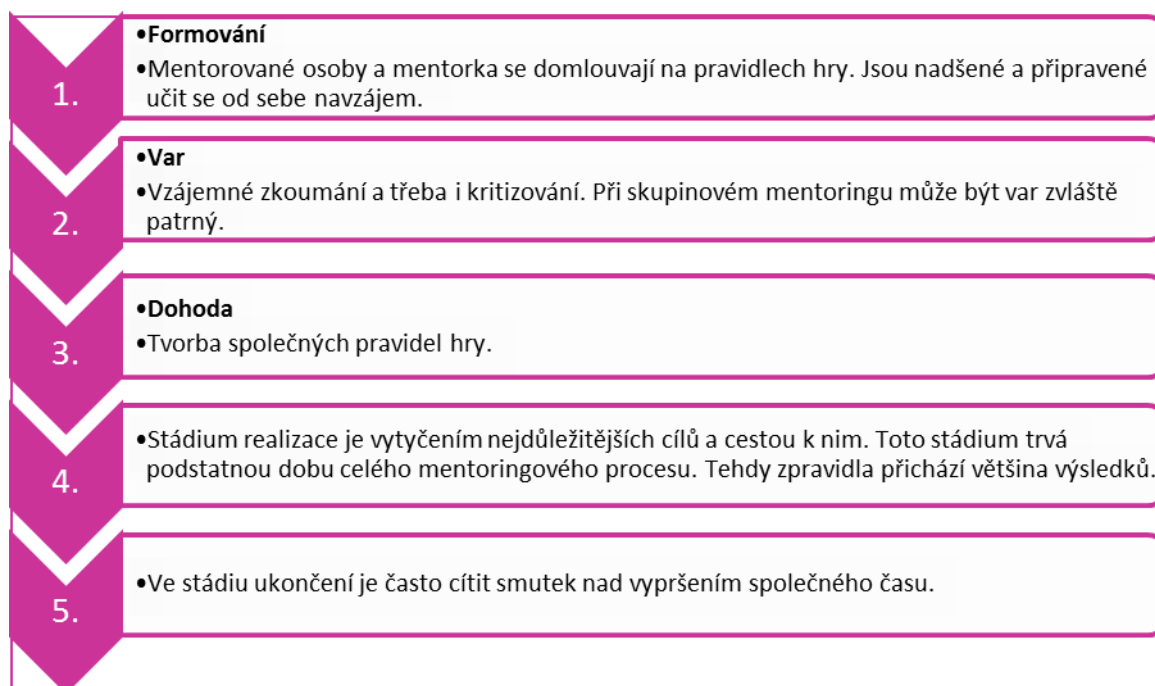 1.
•Formování
•Mentorované osoby a mentorka se domlouvají na pravidlech hry. Jsou nadšené a připravené
učit se od sebe navzájem.
2.
•Var
•Vzájemné zkoumání a třeba i kritizování. Při skupinovém mentoringu může být var zvláště
patrný.
3.
•Dohoda
•Tvorba společných pravidel hry.
4.
•Stádium realizace je vytyčením nejdůležitějších cílů a cestou k nim. Toto stádium trvá
podstatnou dobu celého mentoringového procesu. Tehdy zpravidla přichází většina výsledků.
5.
•Ve stádiu ukončení je často cítit smutek nad vypršením společného času.